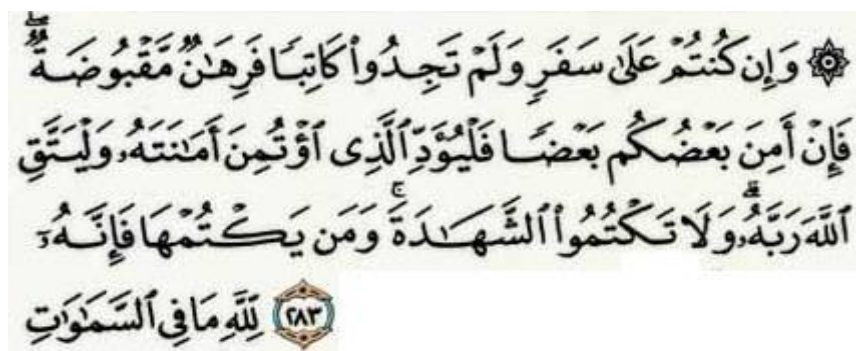 ۞ وَإِن كُنتُمْ عَلَىٰ سَفَرٍ وَلَمْ تَجِدُوا۟ كَاتِبًا فَرِهَـٰنٌ مَّقْبُوضَةٌ ۖ
فَإِنْ أَمِنَ بَعْضُكُم بَعْضًا فَلْيُؤَدِّ ٱلَّذِى ٱؤْتُمِنَ أَمَـٰنَتَهُۥ وَلْيَتَّقِ
ٱللَّهَ رَبَّهُۥ ۗ وَلَا تَكْتُمُوا۟ ٱلشَّهَـٰدَةَ ۚ وَمَن يَكْتُمْهَا فَإِنَّهُۥٓ
٢٨٣ لِلَّهِ مَا فِى ٱلسَّمَـٰوَٰتِ